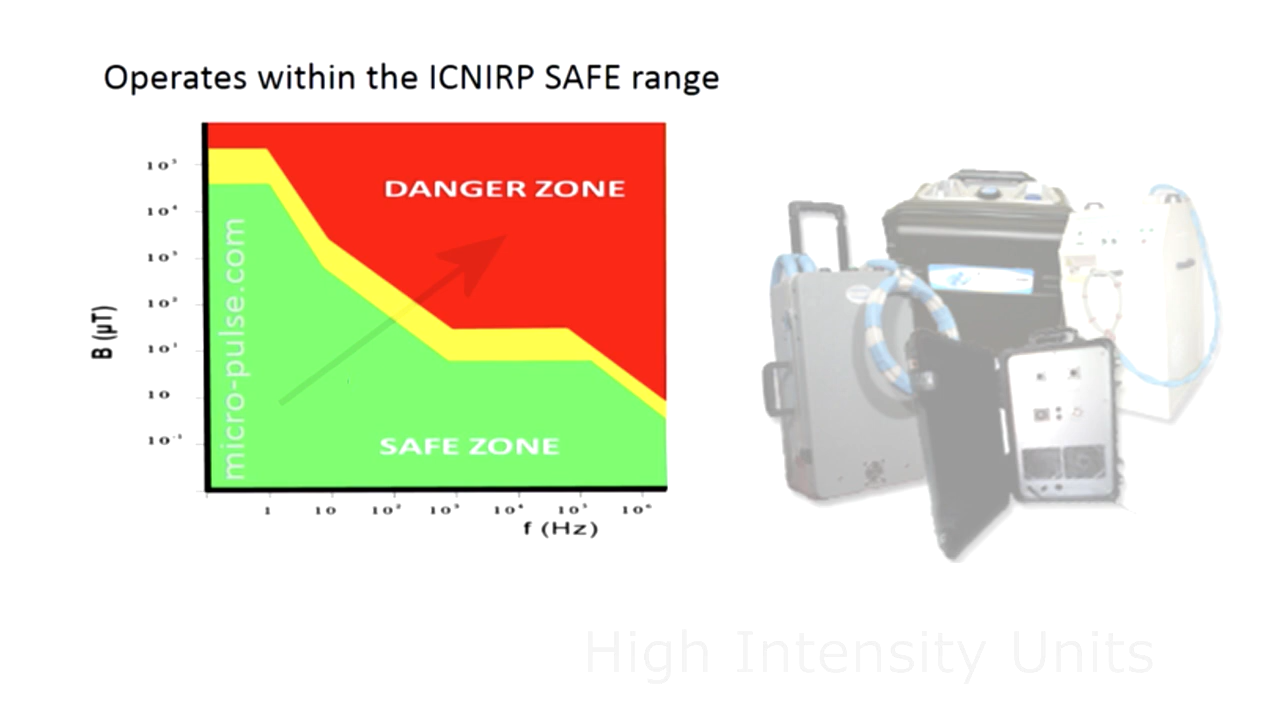 Operates within the ICNIRP SAFE range
DANGER ZONE
10⁵
10⁴
10³
10²
10¹
10
10⁻¹
B (µT)
micro-pulse.com
SAFE ZONE
1 10 10² 10³ 10⁴ 10⁵ 10⁶
f (Hz)
High Intensity Units